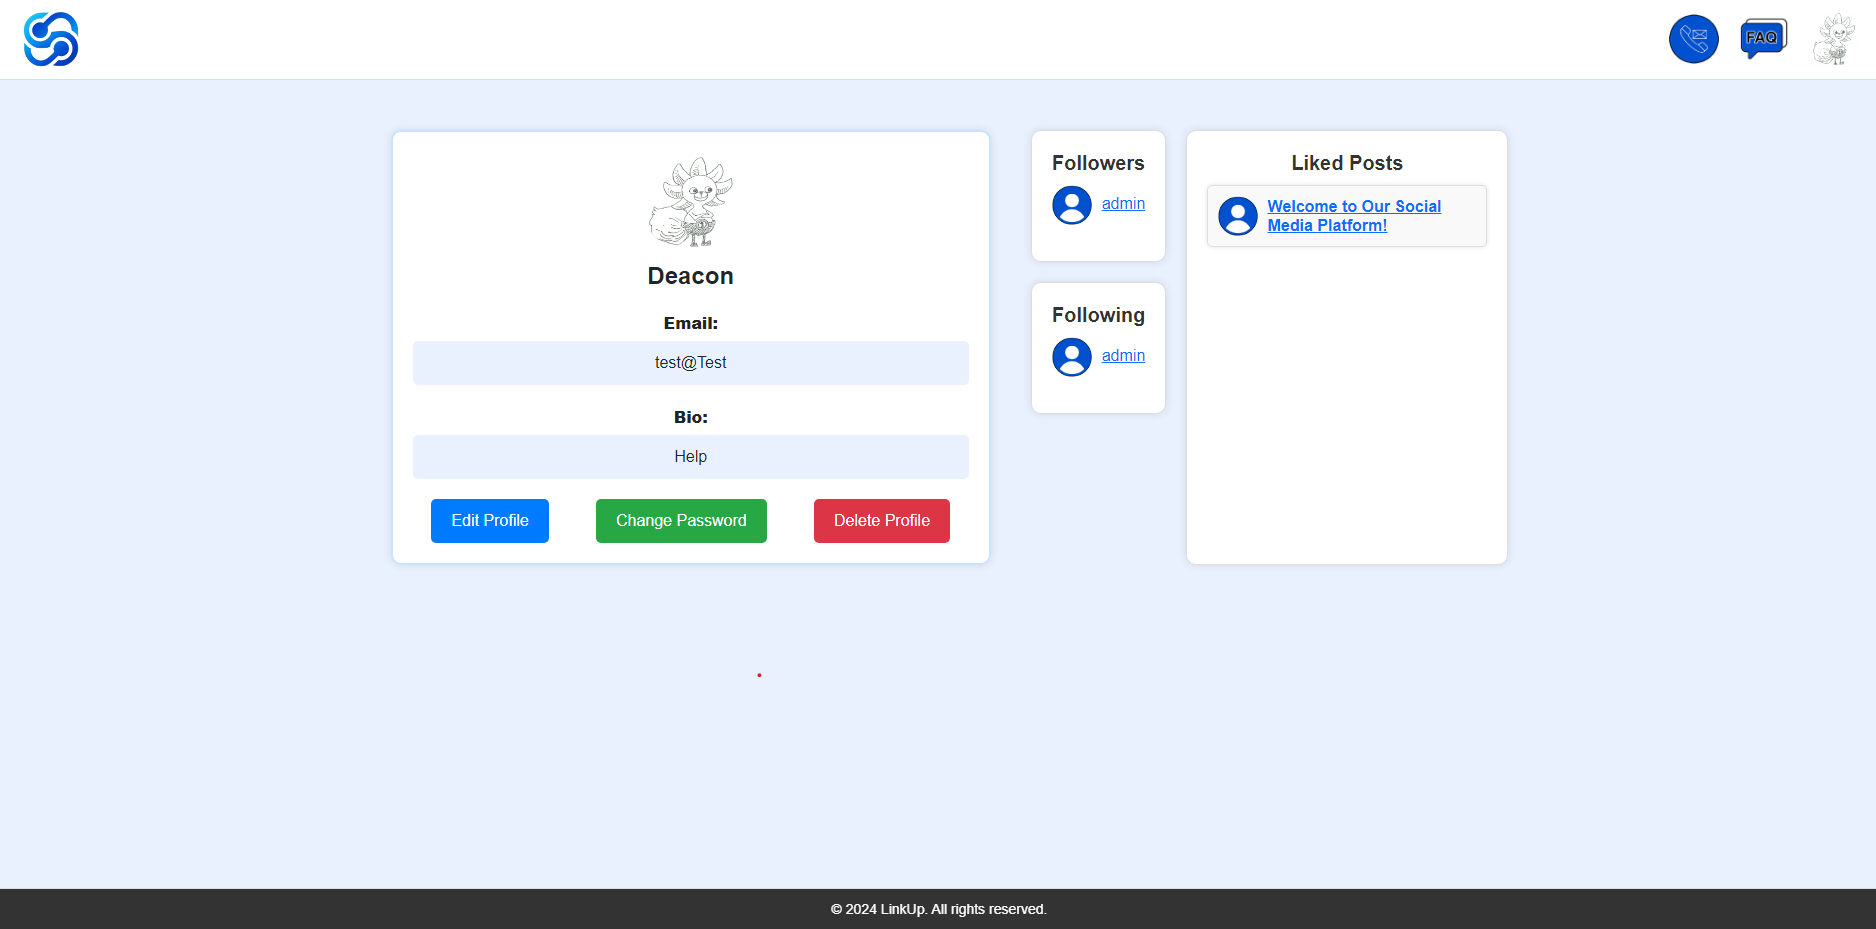 FAQ
Deacon
Email:
test@Test
Bio:
Help
Edit Profile
Change Password
Delete Profile
Followers
admin
Following
admin
Liked Posts
Welcome to Our Social
Media Platform!
© 2024 LinkUp. All rights reserved.